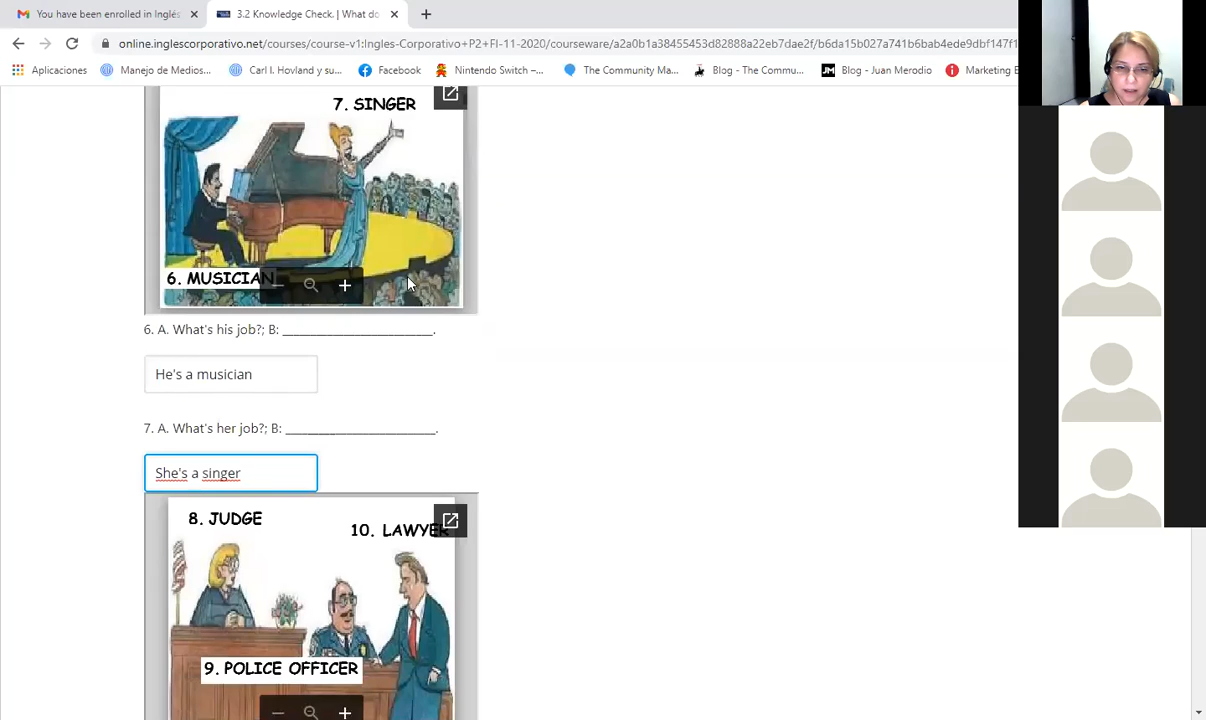 You have been enrolled in Inglés
3.2 Knowledge Check. | What do
online.inglescorporativo.net/courses/course-v1:Ingles-Corporativo+P2+FI-11-2020/courseware/a2a0b1a38455453d82888a22eb7dae2f/b6da15b027a741b6bab4ede9dbf147f1
Aplicaciones
Manejo de Medios...
Carl I. Hovland y su...
Facebook
Nintendo Switch –...
The Community Ma...
Blog - The Commu...
JM
Blog - Juan Merodio
Marketing E
7. SINGER
6. MUSICIAN
6. A. What's his job?; B: ________________________.
He's a musician
7. A. What's her job?; B: ________________________.
She's a singer
8. JUDGE
10. LAWYER
9. POLICE OFFICER